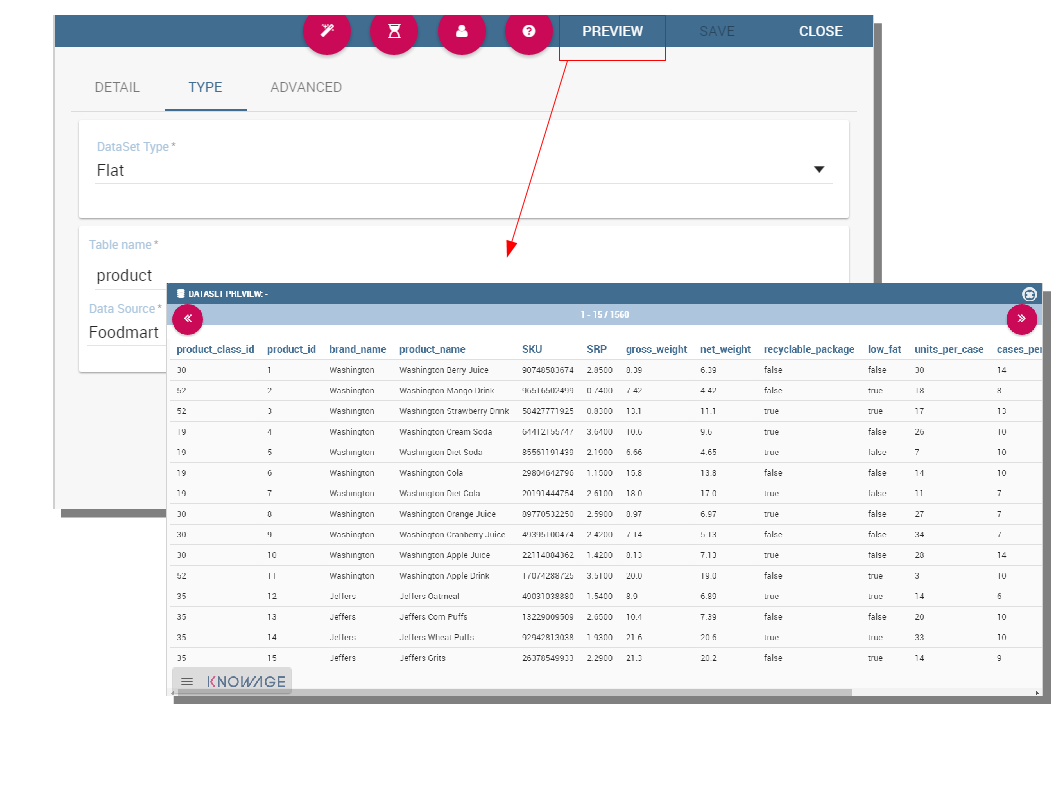 PREVIEW SAVE CLOSE
DETAIL TYPE ADVANCED
DataSet Type *
Flat
Table name *
product
Data Source *
Foodmart
DATASET PREVIEW: -
1 - 15 / 1560
product_class_id product_id brand_name product_name SKU SRP gross_weight net_weight recyclable_package low_fat units_per_case cases_per
30 1 Washington Washington Berry Juice 90748583674 2.8500 8.39 6.39 false false 30 14
52 2 Washington Washington Mango Drink 96516502499 0.7400 7.42 4.42 false true 18 8
52 3 Washington Washington Strawberry Drink 58427771925 0.8300 13.1 11.1 true true 17 13
19 4 Washington Washington Cream Soda 64412155747 3.6400 10.6 9.6 true false 26 10
19 5 Washington Washington Diet Soda 85561191439 2.1900 6.66 4.65 true false 7 10
19 6 Washington Washington Cola 29804642796 1.1500 15.8 13.8 false false 14 10
19 7 Washington Washington Diet Cola 20191444754 2.6100 18.0 17.0 true false 11 7
30 8 Washington Washington Orange Juice 89770532250 2.5900 8.97 6.97 true false 27 7
30 9 Washington Washington Cranberry Juice 49395100474 2.4200 7.14 5.13 false false 34 7
30 10 Washington Washington Apple Juice 22114084362 1.4200 8.13 7.13 true false 28 14
52 11 Washington Washington Apple Drink 17074288725 3.5100 20.0 19.0 false true 3 10
35 12 Jeffers Jeffers Oatmeal 49031038880 1.5400 8.9 6.89 true true 14 6
35 13 Jeffers Jeffers Corn Puffs 13229009509 2.6500 10.4 7.39 false false 20 10
35 14 Jeffers Jeffers Wheat Puffs 92942813038 1.9300 21.6 20.6 true true 33 10
35 15 Jeffers Jeffers Grits 26378549933 2.2900 21.3 20.2 false true 14 9
KNOWAGE